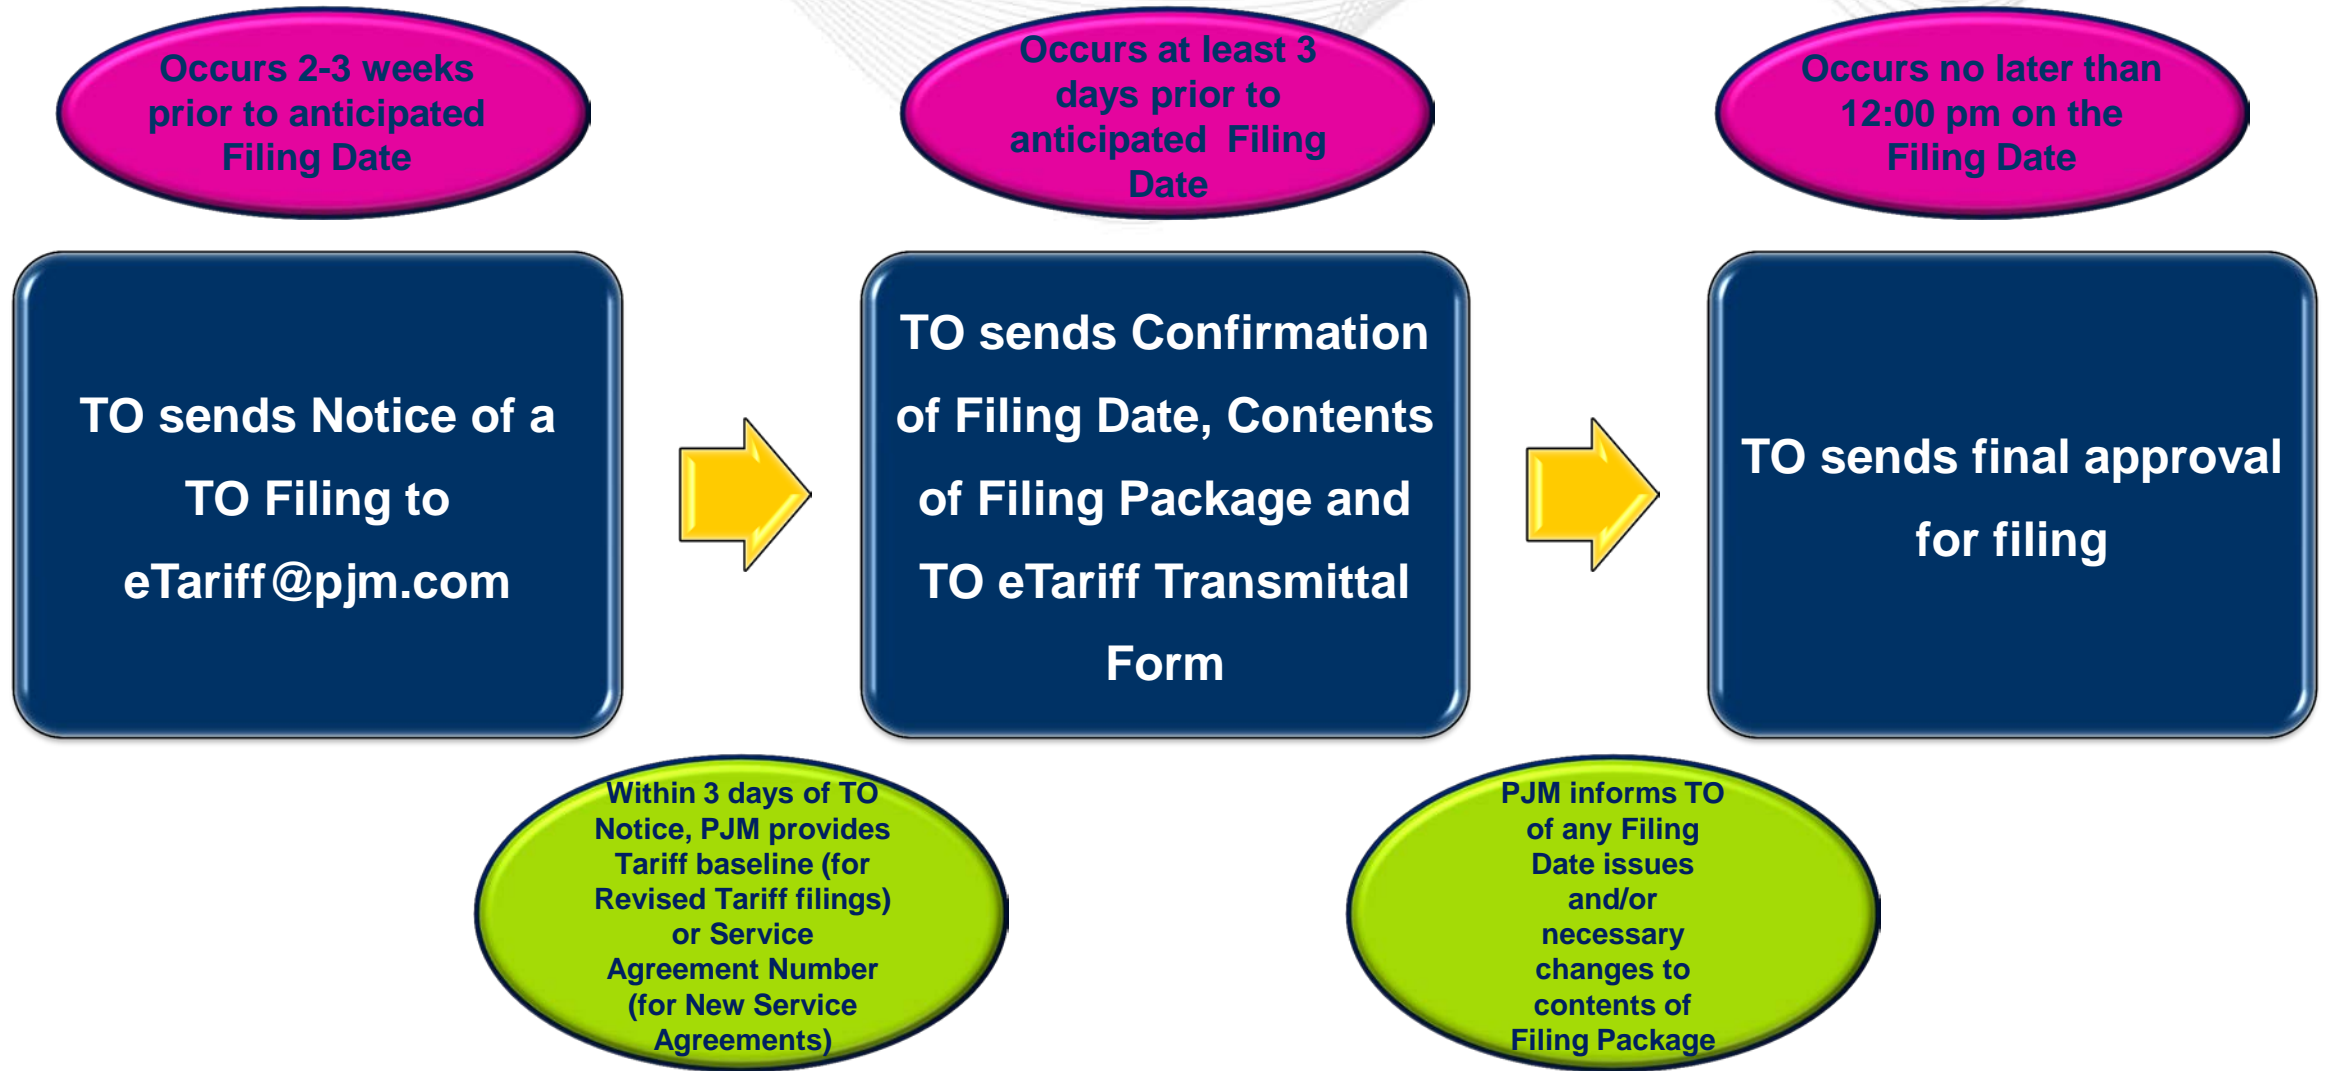 Occurs 2-3 weeks
prior to anticipated
Filing Date
Occurs at least 3
days prior to
anticipated Filing
Date
Occurs no later than
12:00 pm on the
Filing Date
TO sends Notice of a
TO Filing to
eTariff@pjm.com
TO sends Confirmation
of Filing Date, Contents
of Filing Package and
TO eTariff Transmittal
Form
TO sends final approval
for filing
Within 3 days of TO
Notice, PJM provides
Tariff baseline (for
Revised Tariff filings)
or Service
Agreement Number
(for New Service
Agreements)
PJM informs TO
of any Filing
Date issues
and/or
necessary
changes to
contents of
Filing Package